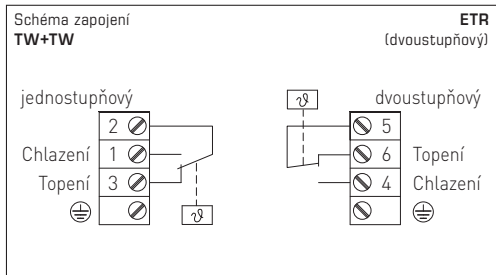 Schéma zapojení
TW+TW
ETR
(dvoustupňový)
jednostupňový
2
Chlazení 1
Topení 3
ϑ
ϑ
dvoustupňový
5
6 Topení
4 Chlazení